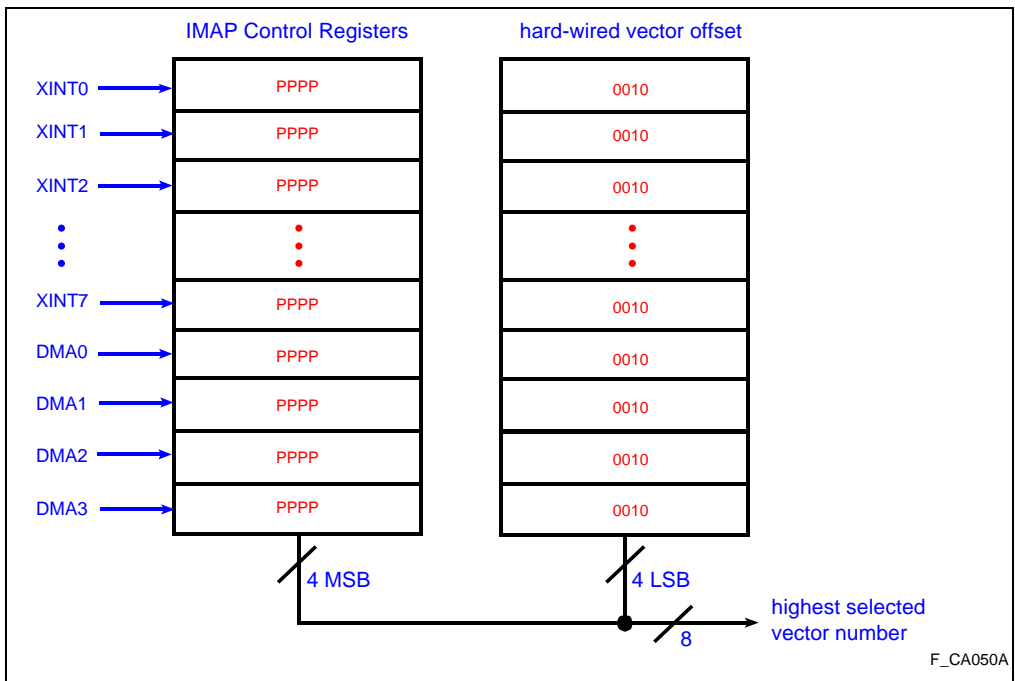 IMAP Control Registers
hard-wired vector offset
XINT0
PPPP
0010
XINT1
PPPP
0010
XINT2
PPPP
0010
XINT7
PPPP
0010
DMA0
PPPP
0010
DMA1
PPPP
0010
DMA2
PPPP
0010
DMA3
PPPP
0010
4 MSB
4 LSB
highest selected
vector number
8
F_CA050A